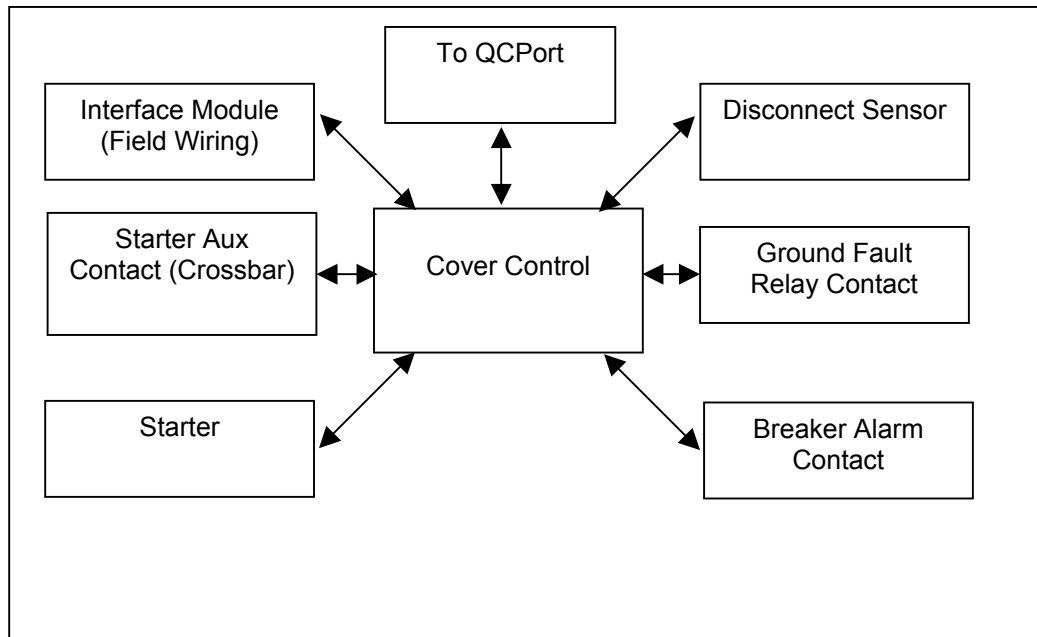 To QCPort
Interface Module
(Field Wiring)
Disconnect Sensor
Starter Aux
Contact (Crossbar)
Cover Control
Ground Fault
Relay Contact
Starter
Breaker Alarm
Contact